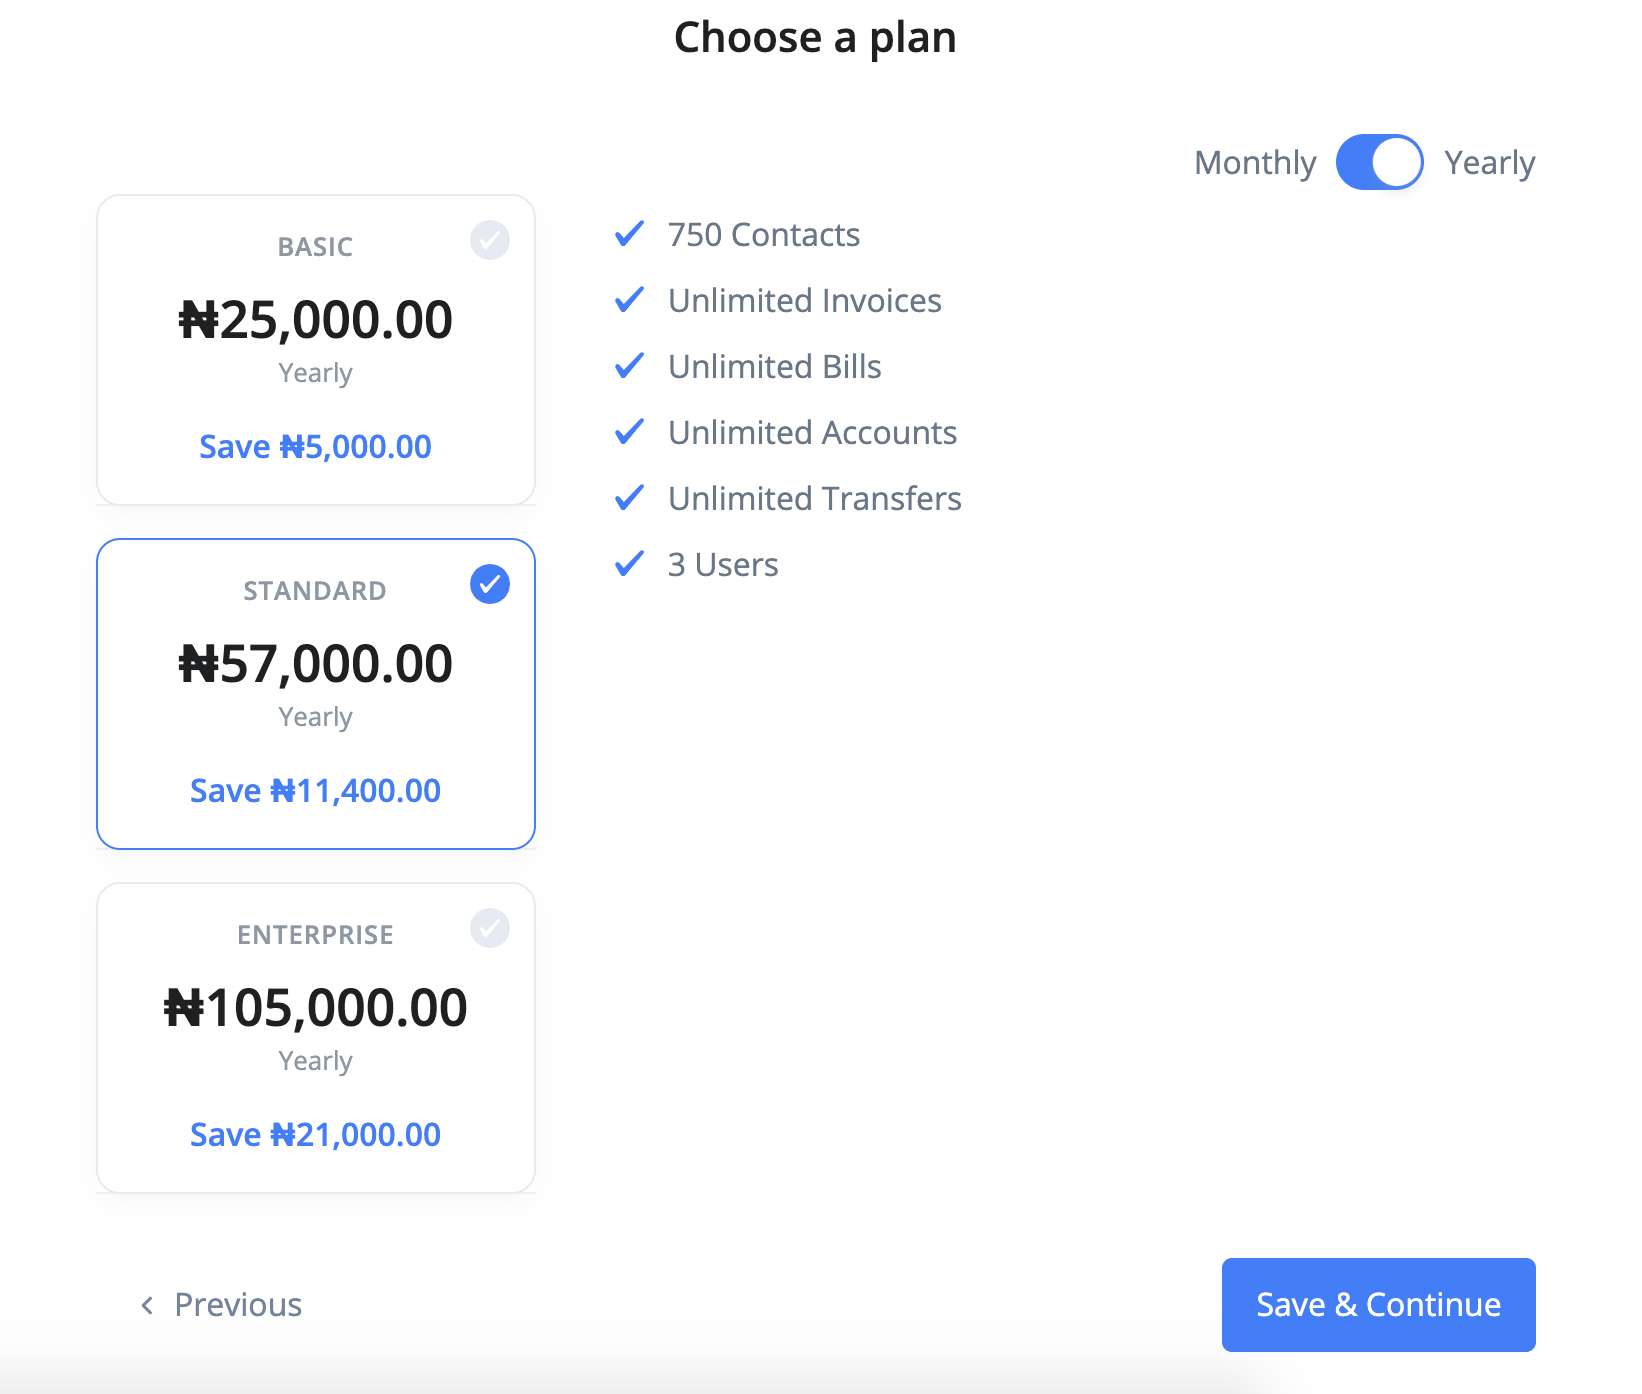 Choose a plan
Monthly
Yearly
BASIC
₦25,000.00
Yearly
Save ₦5,000.00
STANDARD
₦57,000.00
Yearly
Save ₦11,400.00
ENTERPRISE
₦105,000.00
Yearly
Save ₦21,000.00
750 Contacts
Unlimited Invoices
Unlimited Bills
Unlimited Accounts
Unlimited Transfers
3 Users
Previous
Save & Continue